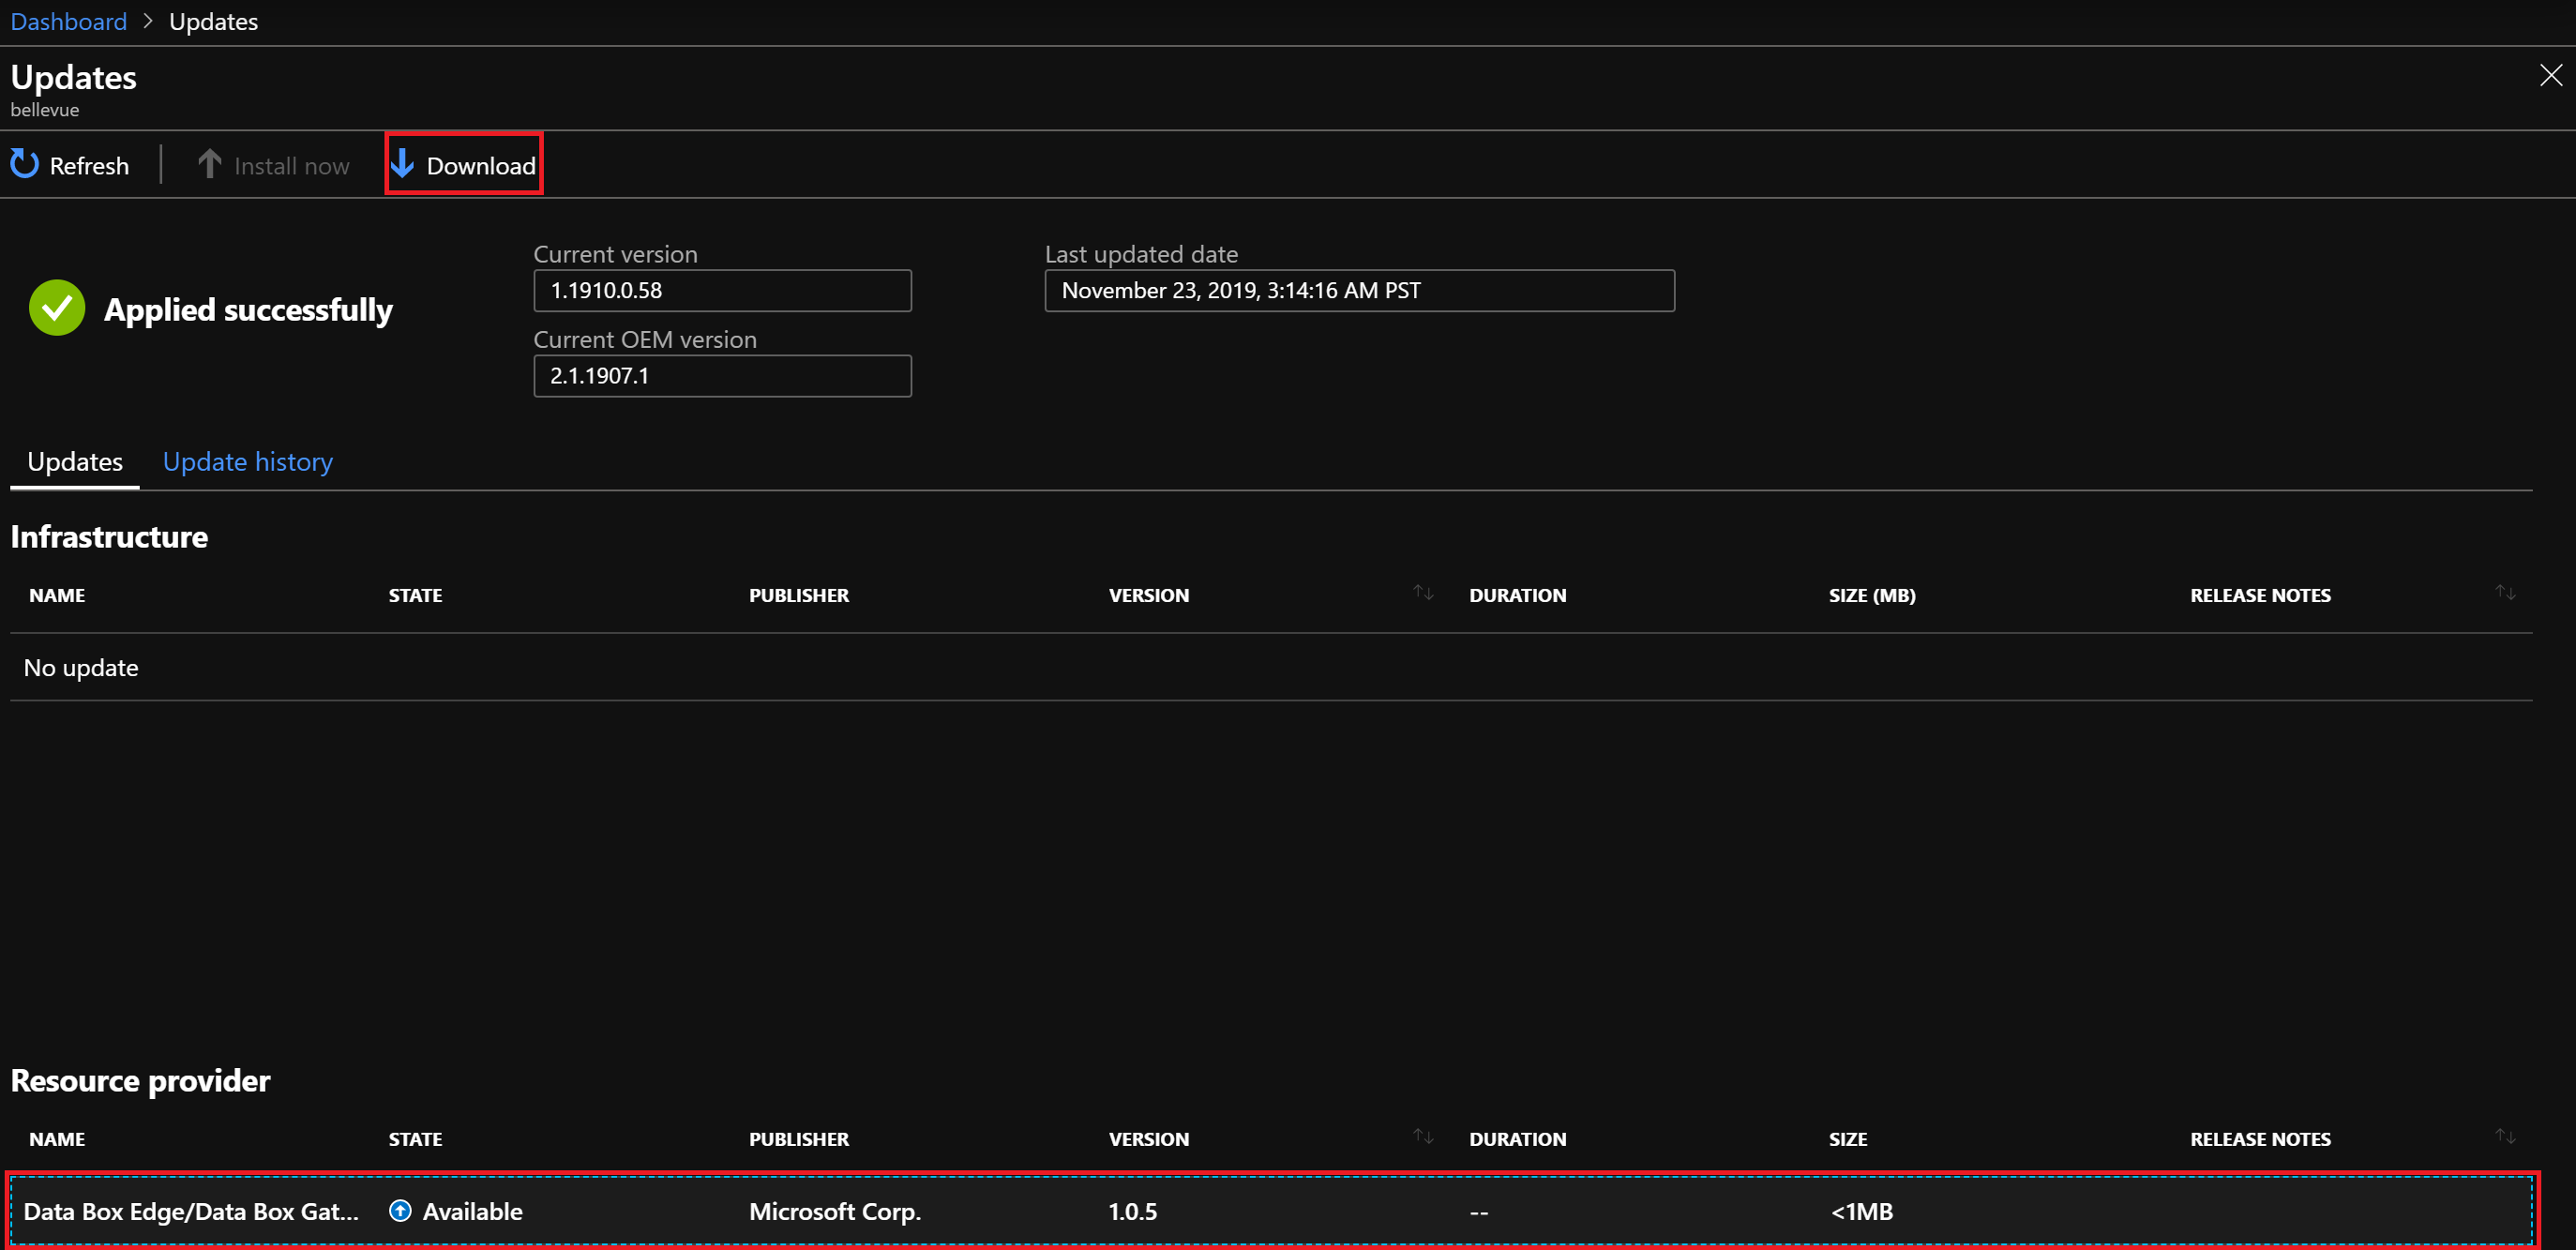 Dashboard > Updates
Updates
bellevue
Refresh Install now Download
Current version Last updated date
1.1910.0.58 November 23, 2019, 3:14:16 AM PST
Applied successfully
Current OEM version
2.1.1907.1
Updates Update history
Infrastructure
NAME STATE PUBLISHER VERSION DURATION SIZE (MB) RELEASE NOTES
No update
Resource provider
NAME STATE PUBLISHER VERSION DURATION SIZE RELEASE NOTES
Data Box Edge/Data Box Gat... Available Microsoft Corp. 1.0.5 -- <1MB